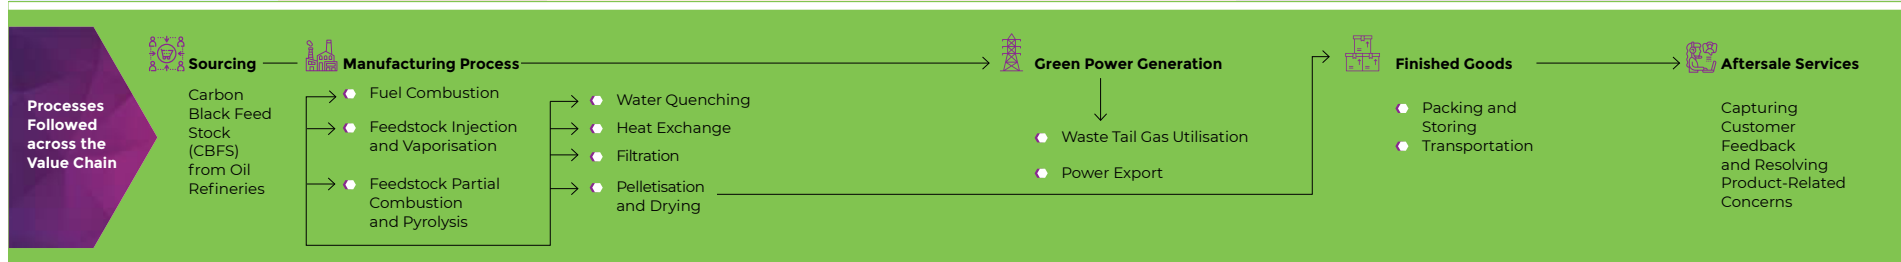 Processes
Followed
across the
Value Chain
Sourcing
Carbon
Black Feed
Stock
(CBFS)
from Oil
Refineries
Manufacturing Process
Fuel Combustion
Feedstock Injection
and Vaporisation
Feedstock Partial
Combustion
and Pyrolysis
Water Quenching
Heat Exchange
Filtration
Pelletisation
and Drying
Green Power Generation
Waste Tail Gas Utilisation
Power Export
Finished Goods
Packing and
Storing
Transportation
Aftersale Services
Capturing
Customer
Feedback
and Resolving
Product-Related
Concerns